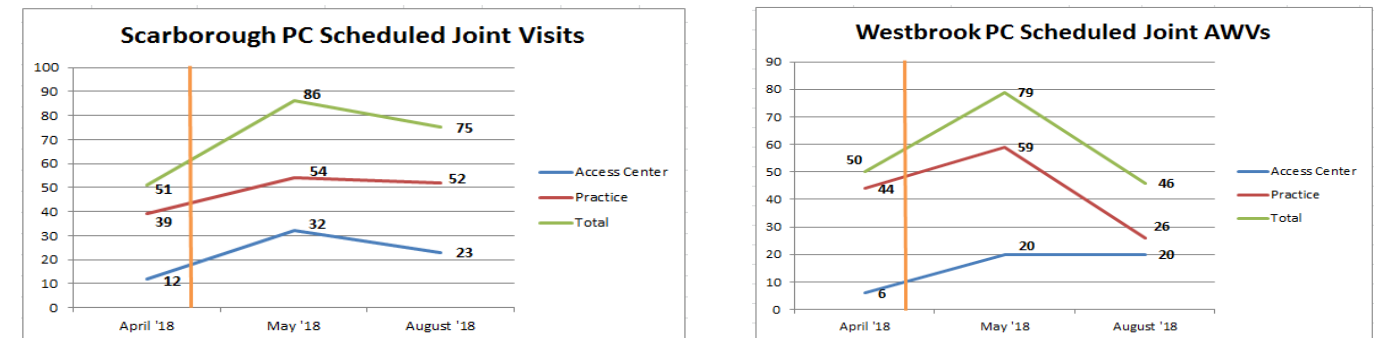 Scarborough PC Scheduled Joint Visits
100
90
80
70
60
50
40
30
20
10
0
51
86
75
39
54
52
12
32
23
April '18
May '18
August '18
Access Center
Practice
Total
Westbrook PC Scheduled Joint AWVs
90
80
70
60
50
40
30
20
10
0
50
79
46
44
59
26
6
20
20
April '18
May '18
August '18
Access Center
Practice
Total